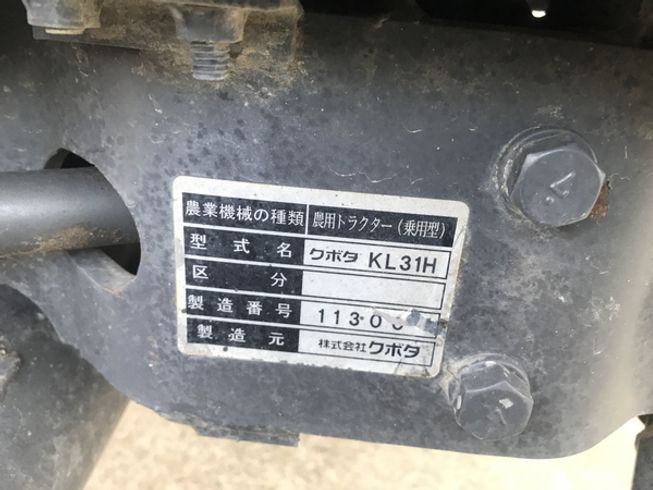 農業機械の種類 農用トラクター(乗用型)
型式名 クボタ KL31H
区分
製造番号
製造元 株式会社クボタ